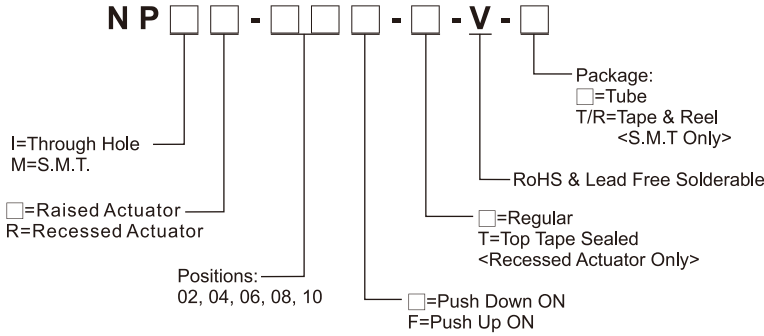 NP□□-□□□-□-V-□
Package:
□=Tube
T/R=Tape & Reel
<S.M.T Only>
I=Through Hole
M=S.M.T.
RoHS & Lead Free Solderable
□=Raised Actuator
R=Recessed Actuator
□=Regular
T=Top Tape Sealed
<Recessed Actuator Only>
Positions:
02, 04, 06, 08, 10
□=Push Down ON
F=Push Up ON